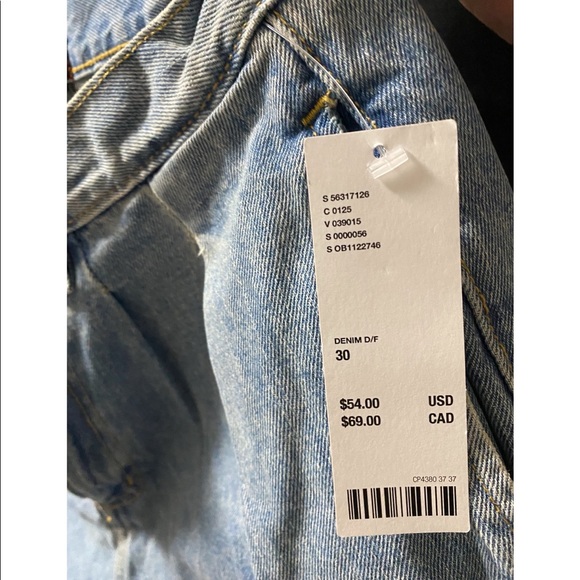 S 56317126
C 0125
V 039015
S 0000056
S OB1122746
DENIM D/F
30
$54.00 USD
$69.00 CAD
CP4380 37 37